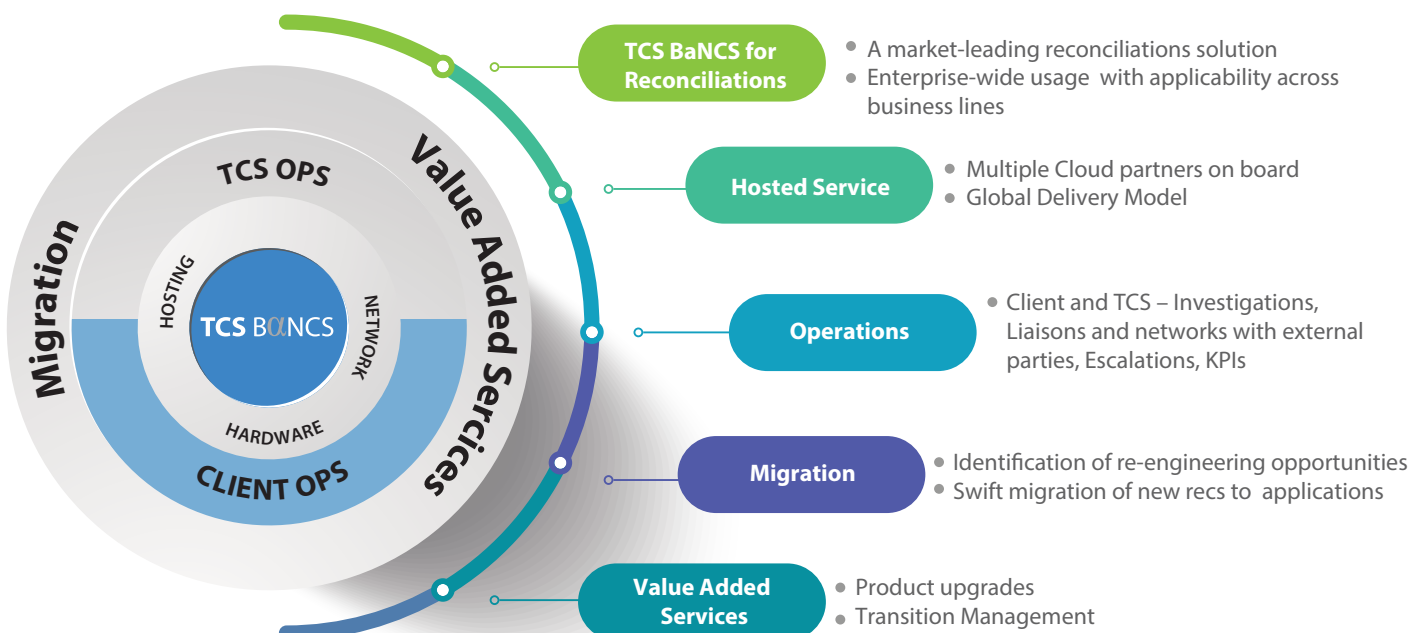 TCS BaNCS for
Reconciliations
A market-leading reconciliations solution
Enterprise-wide usage with applicability across
business lines
Hosted Service
Multiple Cloud partners on board
Global Delivery Model
Operations
Client and TCS – Investigations,
Liaisons and networks with external
parties, Escalations, KPIs
Migration
Identification of re-engineering opportunities
Swift migration of new recs to applications
Value Added
Services
Product upgrades
Transition Management
Migration
Value Added Sercices
TCS OPS
CLIENT OPS
HOSTING
NETWORK
HARDWARE
TCS BαNCS